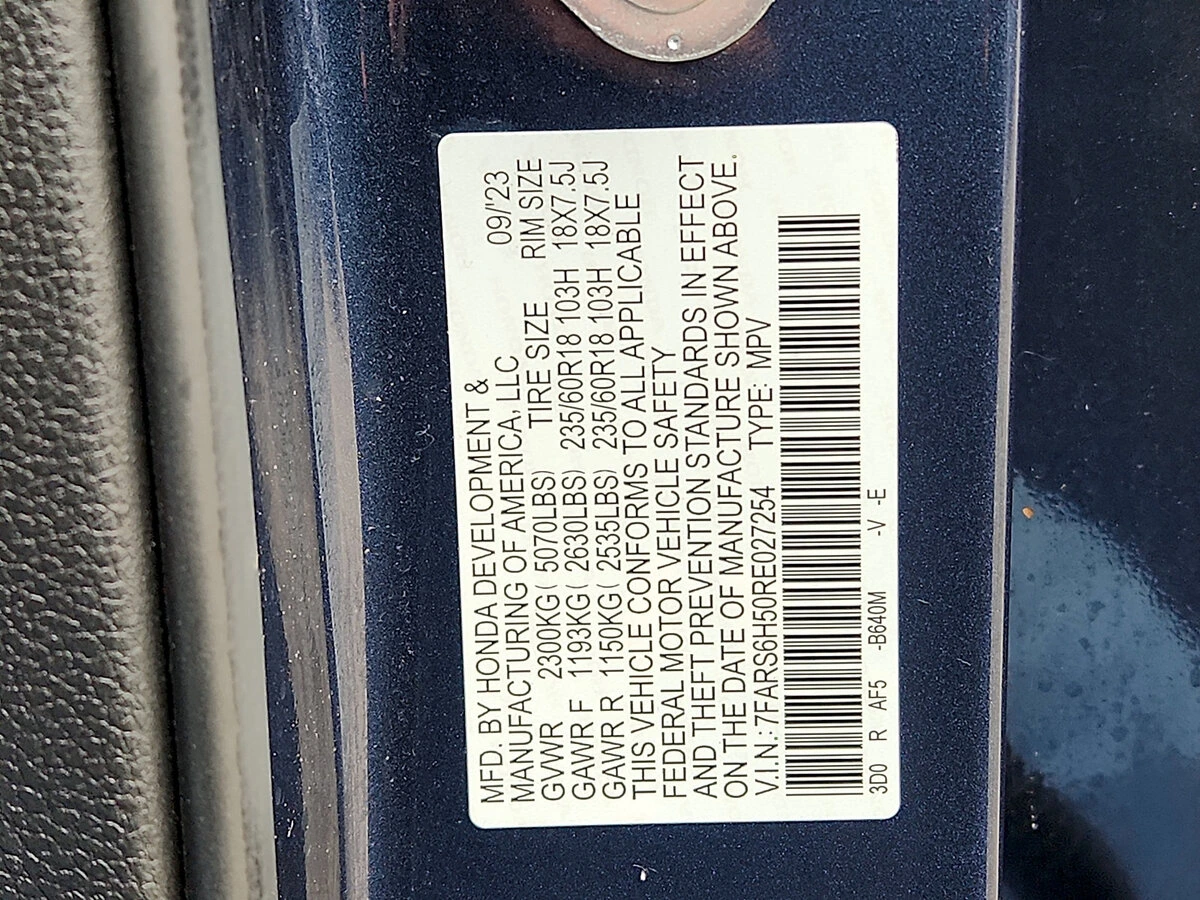 MFD. BY HONDA DEVELOPMENT &
MANUFACTURING OF AMERICA, LLC 09/'23
GVWR 2300KG( 5070LBS) TIRE SIZE RIM SIZE
GAWR F 1193KG( 2630LBS) 235/60R18 103H 18X7.5J
GAWR R 1150KG( 2535LBS) 235/60R18 103H 18X7.5J
THIS VEHICLE CONFORMS TO ALL APPLICABLE
FEDERAL MOTOR VEHICLE SAFETY
AND THEFT PREVENTION STANDARDS IN EFFECT
ON THE DATE OF MANUFACTURE SHOWN ABOVE.
V.I.N.:7FARS6H50RE027254 TYPE: MPV
3D0 R AF5 -B640M -V -E